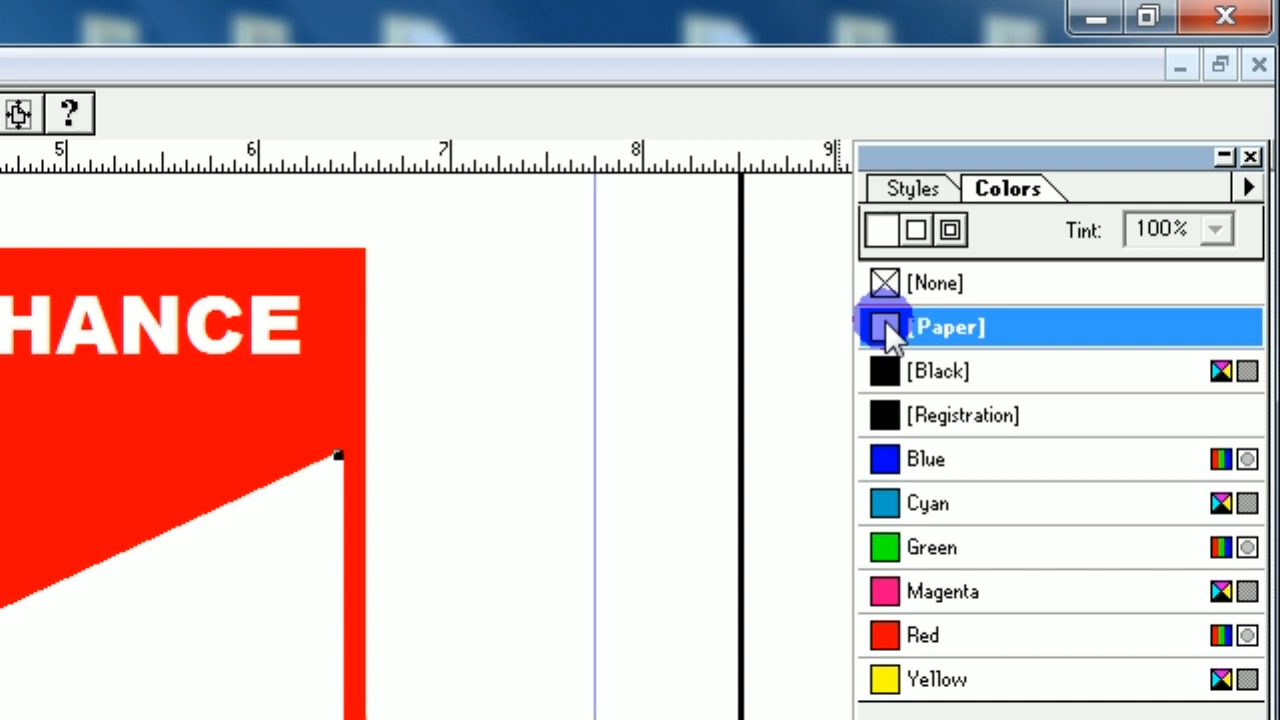 ?
5 6 7 8 9
Styles Colors
Tint: 100%
HANCE
[None]
[Paper]
[Black]
[Registration]
Blue
Cyan
Green
Magenta
Red
Yellow